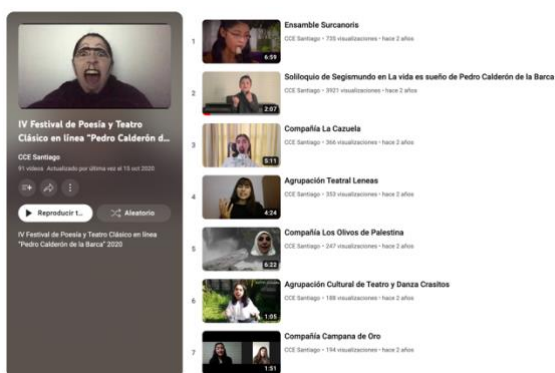 IV Festival de Poesía y Teatro
Clásico en línea "Pedro Calderón d...
CCE Santiago
91 videos Actualizado por última vez el 15 oct 2020
Reproducir t...
Aleatorio
IV Festival de Poesía y Teatro Clásico en línea
"Pedro Calderón de la Barca" 2020
1
6:59
Ensamble Surcanoris
CCE Santiago • 735 visualizaciones • hace 2 años
2
2:07
Soliloquio de Segismundo en La vida es sueño de Pedro Calderón de la Barca
CCE Santiago • 3921 visualizaciones • hace 2 años
3
5:11
Compañía La Cazuela
CCE Santiago • 366 visualizaciones • hace 2 años
4
4:24
Agrupación Teatral Leneas
CCE Santiago • 353 visualizaciones • hace 2 años
5
6:22
Compañía Los Olivos de Palestina
CCE Santiago • 247 visualizaciones • hace 2 años
6
1:05
Agrupación Cultural de Teatro y Danza Crasitos
CCE Santiago • 188 visualizaciones • hace 2 años
7
1:51
Compañía Campana de Oro
CCE Santiago • 194 visualizaciones • hace 2 años